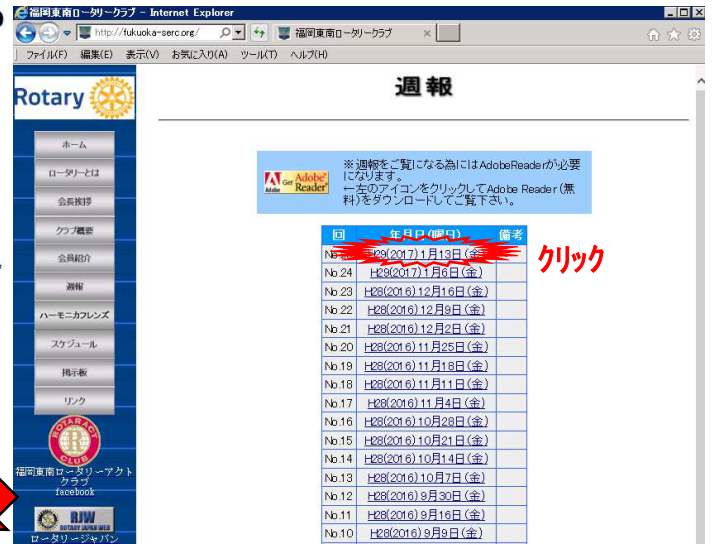 福岡東南ロータリークラブ - Internet Explorer
http://fukuoka-serc.org/
福岡東南ロータリークラブ ×
ファイル(F) 編集(E) 表示(V) お気に入り(A) ツール(T) ヘルプ(H)
Rotary
ホーム
ロータリーとは
会長挨拶
クラブ概要
会員紹介
週報
ハーモニカフレンズ
スケジュール
掲示板
リンク
ROTARACT
CLUB
福岡東南ロータリーアクト
クラブ
facebook
RJW
ROTARY JAPAN WEB
ロータリージャパン
週報
Get Adobe
Reader
Adobe
※週報をご覧になる為にはAdobeReaderが必要
になります。
←左のアイコンをクリックしてAdobe Reader(無
料)をダウンロードしてご覧下さい。
回 年月日(曜日) 備考
H29(2017)1月13日(金)
クリック
No.24 H29(2017)1月6日(金)
No.23 H28(2016)12月16日(金)
No.22 H28(2016)12月9日(金)
No.21 H28(2016)12月2日(金)
No.20 H28(2016)11月25日(金)
No.19 H28(2016)11月18日(金)
No.18 H28(2016)11月11日(金)
No.17 H28(2016)11月4日(金)
No.16 H28(2016)10月28日(金)
No.15 H28(2016)10月21日(金)
No.14 H28(2016)10月14日(金)
No.13 H28(2016)10月7日(金)
No.12 H28(2016)9月30日(金)
No.11 H28(2016)9月16日(金)
No.10 H28(2016)9月9日(金)